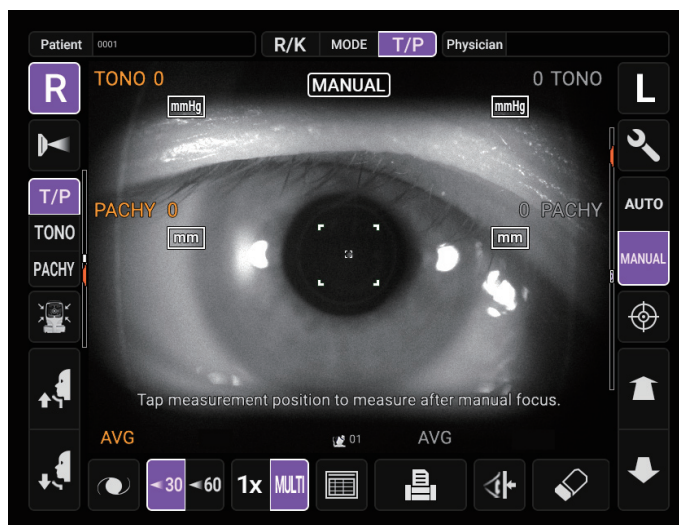 Patient 0001 R/K MODE T/P Physician
R TONO 0 MANUAL 0 TONO L
mmHg mmHg
T/P PACHY 0 0 PACHY AUTO
TONO mm mm
PACHY MANUAL
Tap measurement position to measure after manual focus.
AVG 01 AVG
30 60 1x MULTI